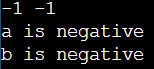 -1 -1
a is negative
b is negative